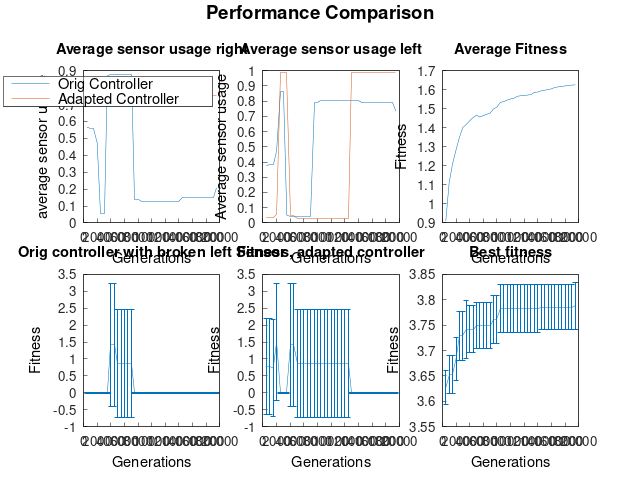 Performance Comparison
Average sensor usage right
Average sensor usage left
Average Fitness
Orig Controller
Adapted Controller
average sensor
0.9
0.7
0.6
0.5
0.4
0.3
0.2
0.1
0
Generations
Average sensor usage
1
0.9
0.8
0.7
0.6
0.5
0.4
0.3
0.2
0.1
0
Generations
Fitness
1.7
1.6
1.5
1.4
1.3
1.2
1.1
1
0.9
Generations
Orig controller with broken left Sensor
Fitness, adapted controller
Best fitness
Fitness
3.5
3
2.5
2
1.5
1
0.5
0
-0.5
-1
Generations
Fitness
3.5
3
2.5
2
1.5
1
0.5
0
-0.5
-1
Generations
Fitness
3.85
3.8
3.75
3.7
3.65
3.6
3.55
Generations